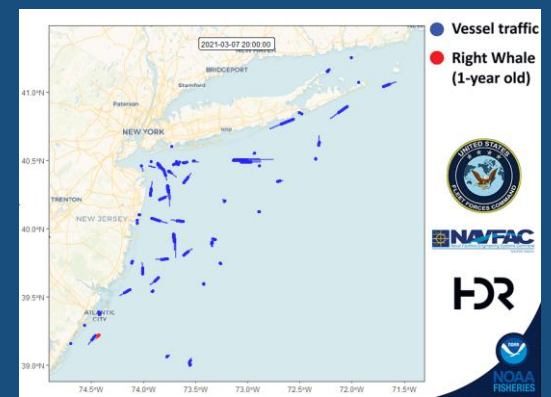 2021-03-07 20:00:00
Vessel traffic
Right Whale
(1-year old)
BRIDGEPORT
Stamford
Paterson
NEW YORK
TRENTON
NEW JERSEY
ATLANTIC
CITY
41.0°N
40.5°N
40.0°N
39.5°N
39.0°N
74.5°W
74.0°W
73.5°W
73.0°W
72.5°W
72.0°W
71.5°W
UNITED STATES
FLEET FORCES COMMAND
NAVFAC
HDR
NOAA
NOAA
FISHERIES